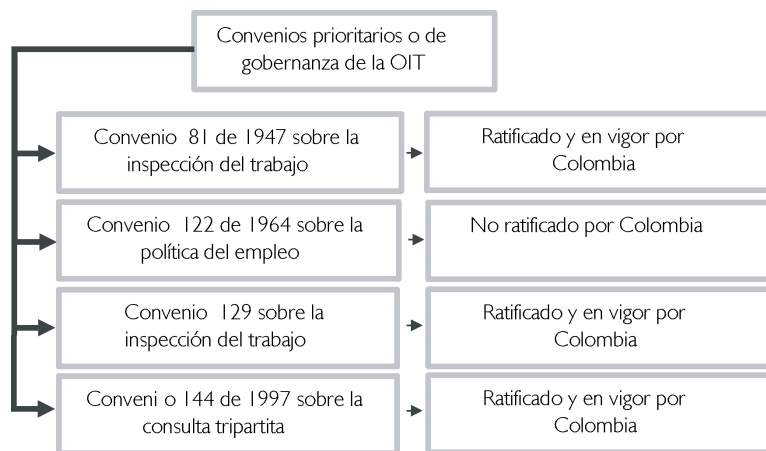 Convenios prioritarios o de
gobernanza de la OIT
Convenio 81 de 1947 sobre la
inspección del trabajo
Ratificado y en vigor por
Colombia
Convenio 122 de 1964 sobre la
política del empleo
No ratificado por Colombia
Convenio 129 sobre la
inspección del trabajo
Ratificado y en vigor por
Colombia
Conveni o 144 de 1997 sobre la
consulta tripartita
Ratificado y en vigor por
Colombia